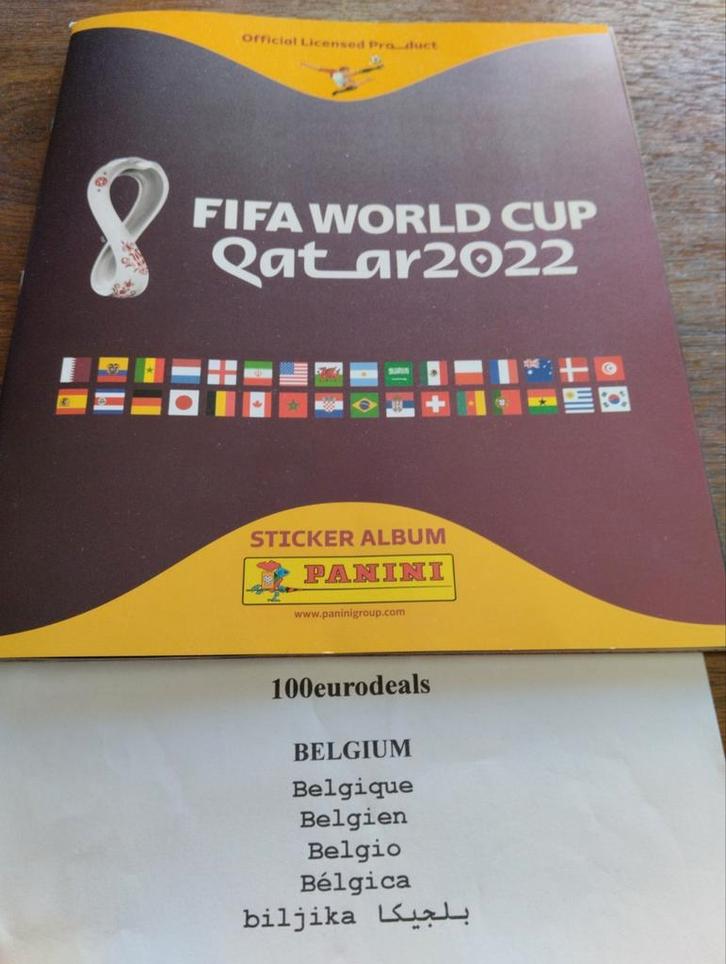 Official Licensed Product
FIFA WORLD CUP
Qatar2022
STICKER ALBUM
PANINI
www.paninigroup.com
100eurodeals
BELGIUM
Belgique
Belgien
Belgio
Bélgica
biljika بلجيكا